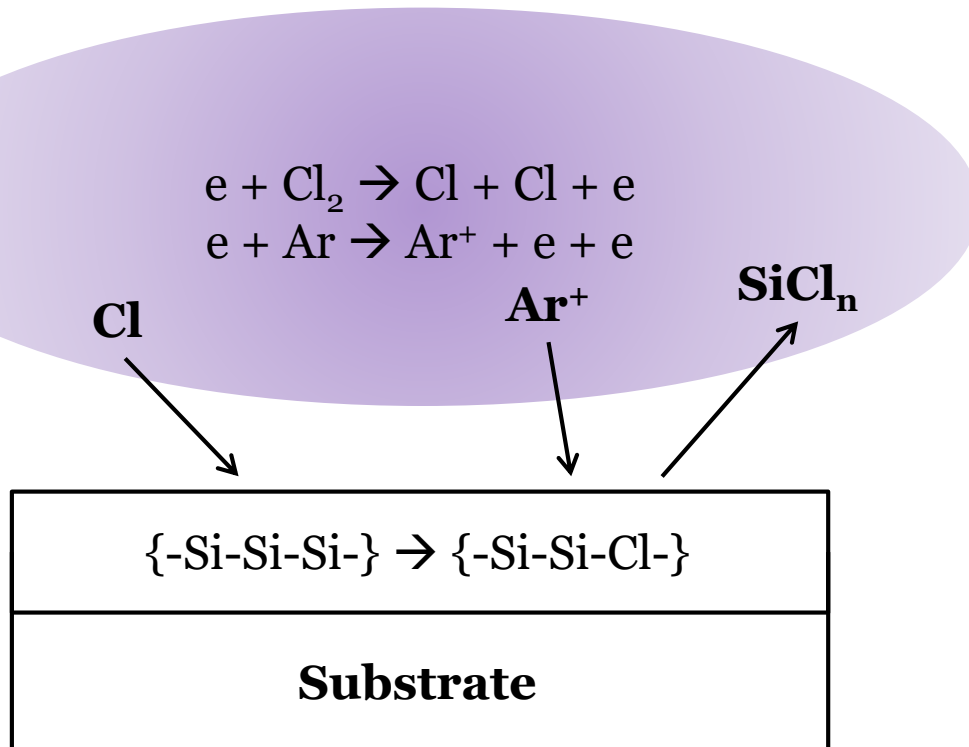 e + Cl₂ → Cl + Cl + e
e + Ar → Ar⁺ + e + e
Cl
Ar⁺
SiClₙ
{-Si-Si-Si-} → {-Si-Si-Cl-}
Substrate